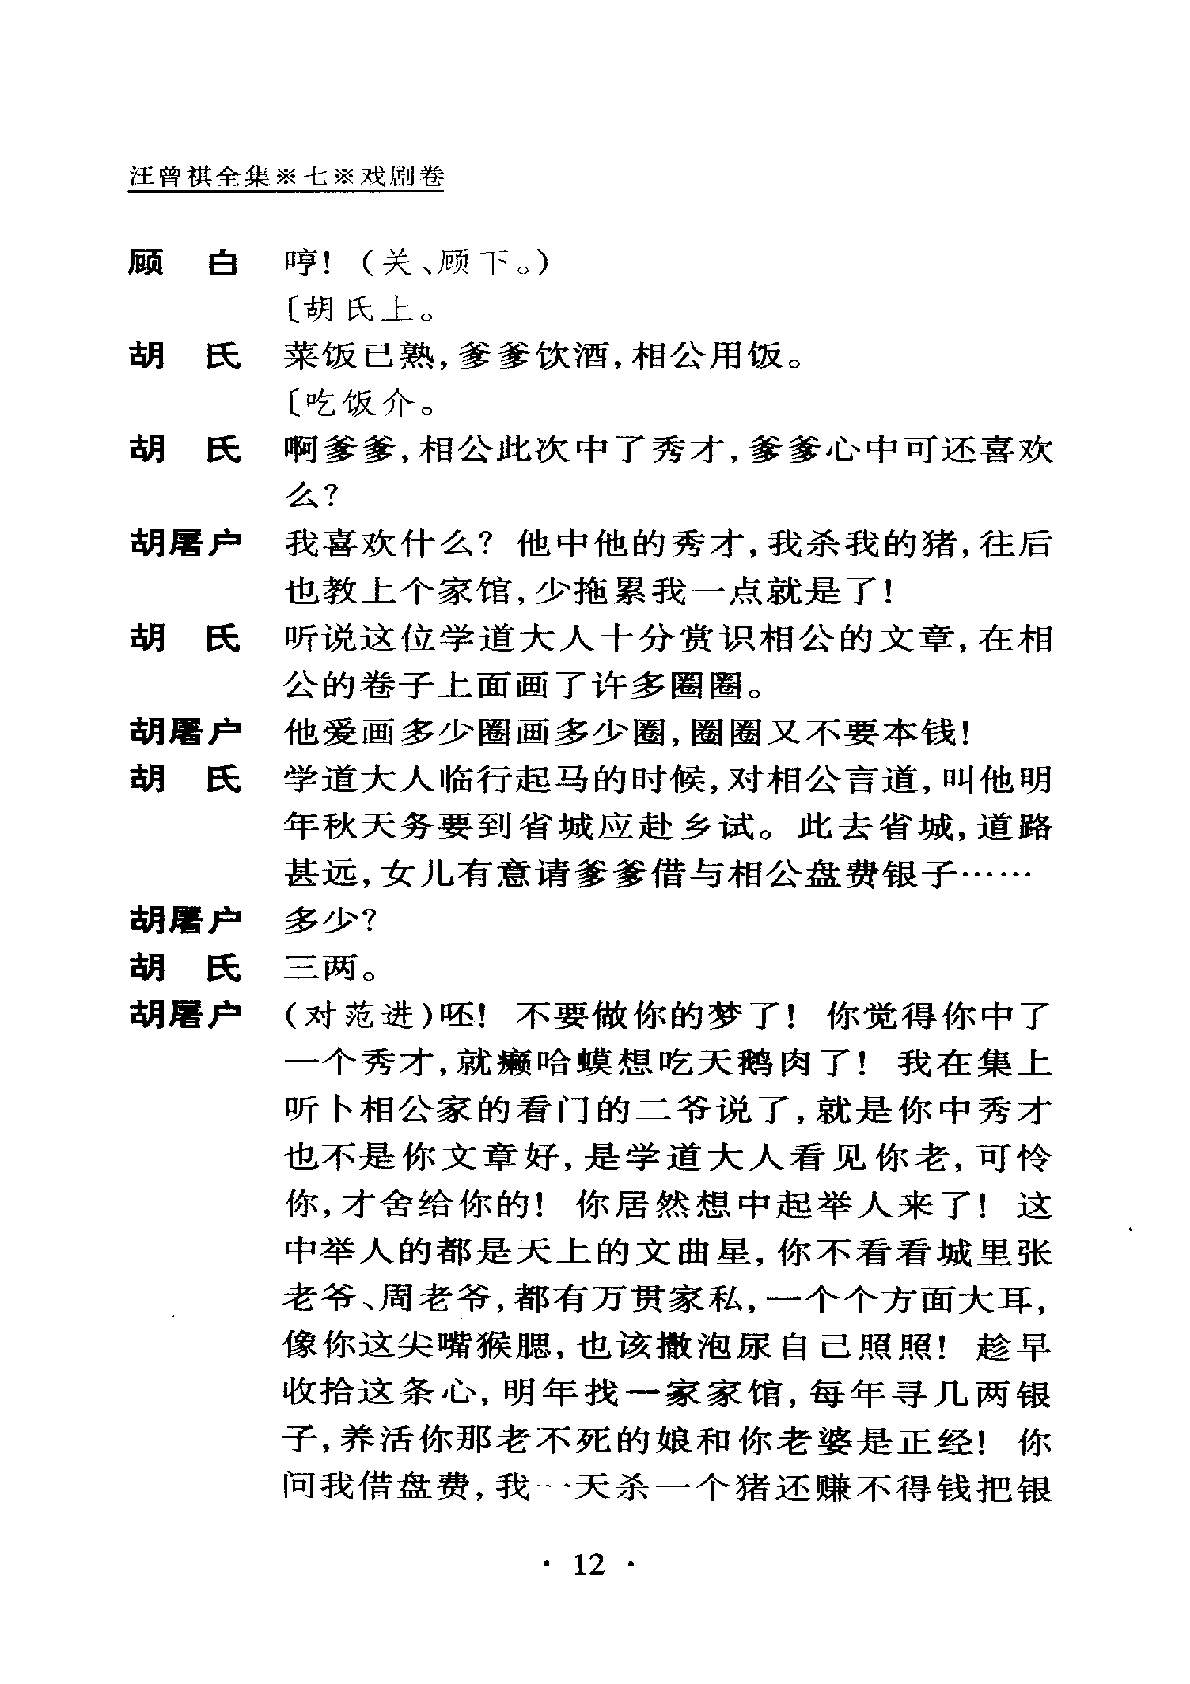 汪曾祺全集※七※戏剧卷
顾　白　哼！（关、顾下。）
〔胡氏上。
胡　氏　菜饭已熟，爹爹饮酒，相公用饭。
〔吃饭介。
胡　氏　啊爹爹，相公此次中了秀才，爹爹心中可还喜欢
么？
胡屠户　我喜欢什么？他中他的秀才，我杀我的猪，往后
也教上个家馆，少拖累我一点就是了！
胡　氏　听说这位学道大人十分赏识相公的文章，在相
公的卷子上面画了许多圈圈。
胡屠户　他爱画多少圈画多少圈，圈圈又不要本钱！
胡　氏　学道大人临行起马的时候，对相公言道，叫他明
年秋天务要到省城应赴乡试。此去省城，道路
甚远，女儿有意请爹爹借与相公盘费银子……
胡屠户　多少？
胡　氏　三两。
胡屠户　（对范进）呸！不要做你的梦了！你觉得你中了
一个秀才，就癞哈蟆想吃天鹅肉了！我在集上
听卜相公家的看门的二爷说了，就是你中秀才
也不是你文章好，是学道大人看见你老，可怜
你，才舍给你的！你居然想中起举人来了！这
中举人的都是天上的文曲星，你不看看城里张
老爷、周老爷，都有万贯家私，一个个方面大耳，
像你这尖嘴猴腮，也该撒泡尿自己照照！趁早
收拾这条心，明年找一家家馆，每年寻几两银
子，养活你那老不死的娘和你老婆是正经！你
问我借盘费，我一天杀一个猪还赚不得钱把银
· 12 ·